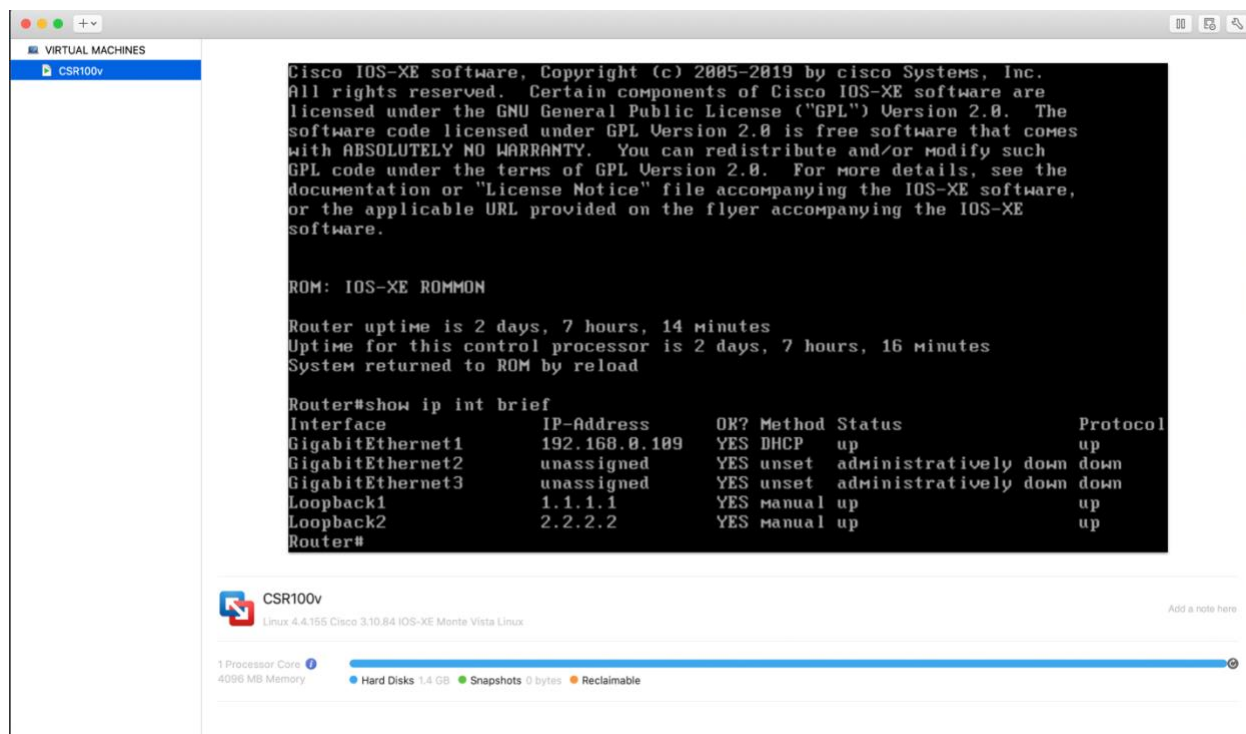 VIRTUAL MACHINES
CSR100v
Cisco IOS-XE software, Copyright (c) 2005-2019 by cisco Systems, Inc.
All rights reserved. Certain components of Cisco IOS-XE software are
licensed under the GNU General Public License ("GPL") Version 2.0. The
software code licensed under GPL Version 2.0 is free software that comes
with ABSOLUTELY NO WARRANTY. You can redistribute and/or modify such
GPL code under the terms of GPL Version 2.0. For more details, see the
documentation or "License Notice" file accompanying the IOS-XE software,
or the applicable URL provided on the flyer accompanying the IOS-XE
software.
ROM: IOS-XE ROMMON
Router uptime is 2 days, 7 hours, 14 minutes
Uptime for this control processor is 2 days, 7 hours, 16 minutes
System returned to ROM by reload
Router#show ip int brief
Interface IP-Address OK? Method Status Protocol
GigabitEthernet1 192.168.0.109 YES DHCP up up
GigabitEthernet2 unassigned YES unset administratively down down
GigabitEthernet3 unassigned YES unset administratively down down
Loopback1 1.1.1.1 YES manual up up
Loopback2 2.2.2.2 YES manual up up
Router#
CSR100v
Linux 4.4.155 Cisco 3.10.84 IOS-XE Monte Vista Linux
Add a note here
1 Processor Core
4096 MB Memory
Hard Disks 1.4 GB Snapshots 0 bytes Reclaimable